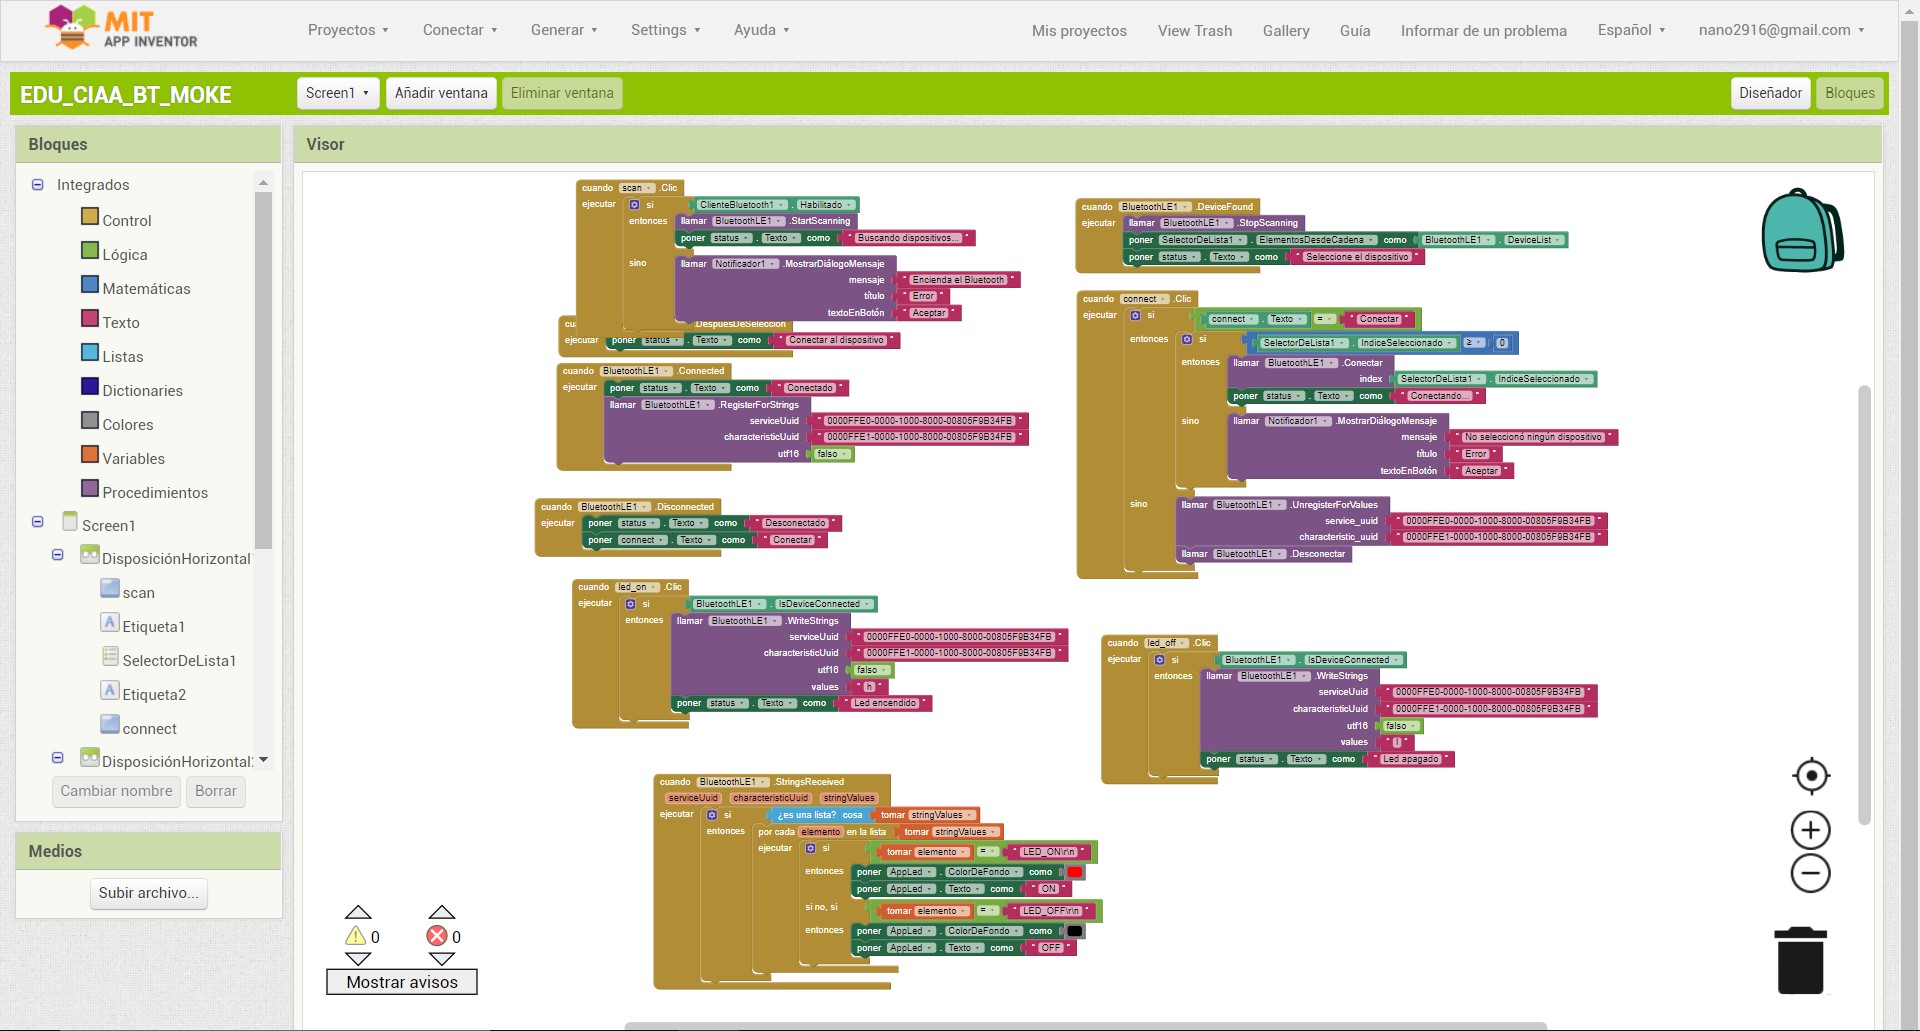 MIT
APP INVENTOR
Proyectos Conectar Generar Settings Ayuda Mis proyectos View Trash Gallery Guía Informar de un problema Español nano2916@gmail.com
EDU_CIAA_BT_MOKE Screen1 Añadir ventana Eliminar ventana Diseñador Bloques
Bloques
Integrados
Control
Lógica
Matemáticas
Texto
Listas
Dictionaries
Colores
Variables
Procedimientos
Screen1
DisposiciónHorizontal
scan
Etiqueta1
SelectorDeLista1
Etiqueta2
connect
DisposiciónHorizontal
Cambiar nombre Borrar
Medios
Subir archivo...
Visor
cuando scan .Clic
ejecutar si ClienteBluetooth1 . Habilitado
entonces llamar BluetoothLE1 .StartScanning
poner status . Texto como " Buscando dispositivos... "
sino llamar Notificador1 .MostrarDiálogoMensaje
mensaje " Encienda el Bluetooth "
título " Error "
textoEnBotón " Aceptar "
cu .DespuésDeSelección
ejecutar poner status . Texto como " Conectar al dispositivo "
cuando BluetoothLE1 .Connected
ejecutar poner status . Texto como " Conectado "
llamar BluetoothLE1 .RegisterForStrings
serviceUuid " 0000FFE0-0000-1000-8000-00805F9B34FB "
characteristicUuid " 0000FFE1-0000-1000-8000-00805F9B34FB "
utf16 falso
cuando BluetoothLE1 .Disconnected
ejecutar poner status . Texto como " Desconectado "
poner connect . Texto como " Conectar "
cuando led_on .Clic
ejecutar si BluetoothLE1 . IsDeviceConnected
entonces llamar BluetoothLE1 .WriteStrings
serviceUuid " 0000FFE0-0000-1000-8000-00805F9B34FB "
characteristicUuid " 0000FFE1-0000-1000-8000-00805F9B34FB "
utf16 falso
values " h "
poner status . Texto como " Led encendido "
cuando BluetoothLE1 .StringsReceived
serviceUuid characteristicUuid stringValues
ejecutar si ¿es una lista? cosa tomar stringValues
entonces por cada elemento en la lista tomar stringValues
ejecutar si tomar elemento = " LED_ON\r\n "
entonces poner AppLed . ColorDeFondo como
poner AppLed . Texto como " ON "
si no, si tomar elemento = " LED_OFF\r\n "
entonces poner AppLed . ColorDeFondo como
poner AppLed . Texto como " OFF "
cuando BluetoothLE1 .DeviceFound
ejecutar llamar BluetoothLE1 .StopScanning
poner SelectorDeLista1 . ElementosDesdeCadena como BluetoothLE1 . DeviceList
poner status . Texto como " Seleccione el dispositivo "
cuando connect .Clic
ejecutar si connect . Texto = " Conectar "
entonces si SelectorDeLista1 . IndiceSeleccionado ≥ 0
entonces llamar BluetoothLE1 .Conectar
index SelectorDeLista1 . IndiceSeleccionado
poner status . Texto como " Conectando... "
sino llamar Notificador1 .MostrarDiálogoMensaje
mensaje " No seleccionó ningún dispositivo "
título " Error "
textoEnBotón " Aceptar "
sino llamar BluetoothLE1 .UnregisterForValues
service_uuid " 0000FFE0-0000-1000-8000-00805F9B34FB "
characteristic_uuid " 0000FFE1-0000-1000-8000-00805F9B34FB "
llamar BluetoothLE1 .Desconectar
cuando led_off .Clic
ejecutar si BluetoothLE1 . IsDeviceConnected
entonces llamar BluetoothLE1 .WriteStrings
serviceUuid " 0000FFE0-0000-1000-8000-00805F9B34FB "
characteristicUuid " 0000FFE1-0000-1000-8000-00805F9B34FB "
utf16 falso
values " l "
poner status . Texto como " Led apagado "
0 0
Mostrar avisos